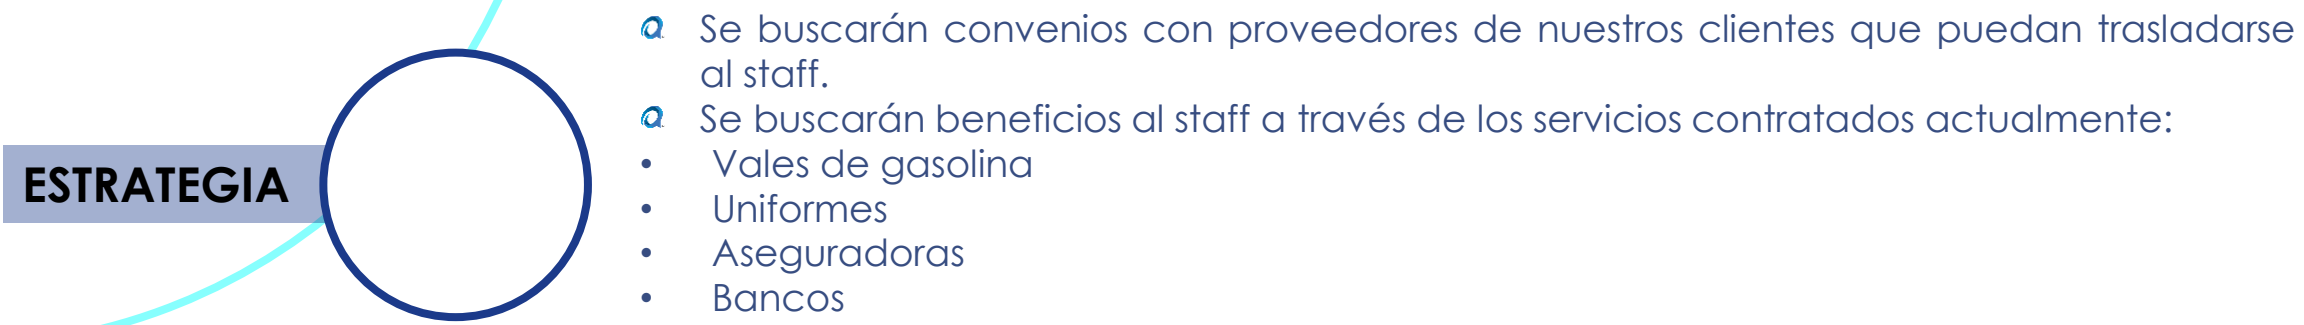 ESTRATEGIA
Se buscarán convenios con proveedores de nuestros clientes que puedan trasladarse
al staff.
Se buscarán beneficios al staff a través de los servicios contratados actualmente:
• Vales de gasolina
• Uniformes
• Aseguradoras
• Bancos